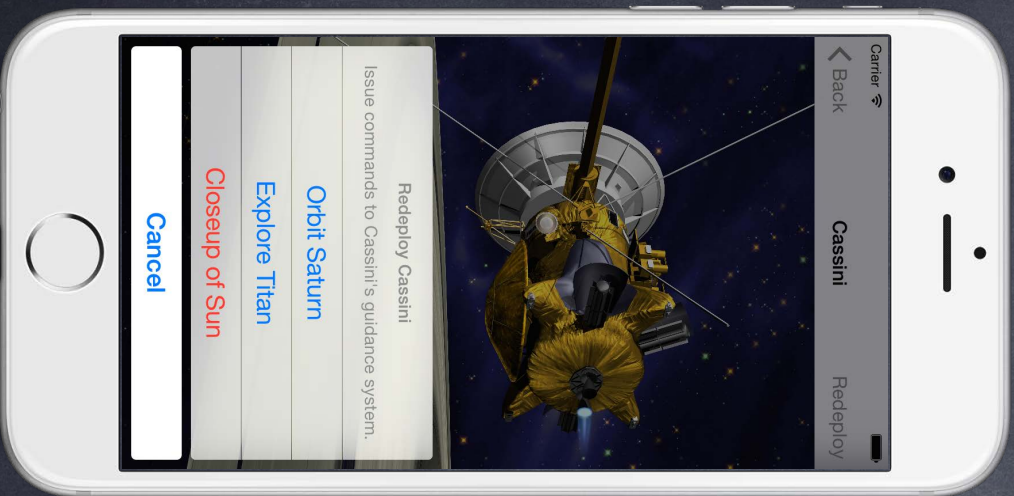 Carrier
Back
Cassini
Redeploy
Redeploy Cassini
Issue commands to Cassini's guidance system.
Orbit Saturn
Explore Titan
Closeup of Sun
Cancel